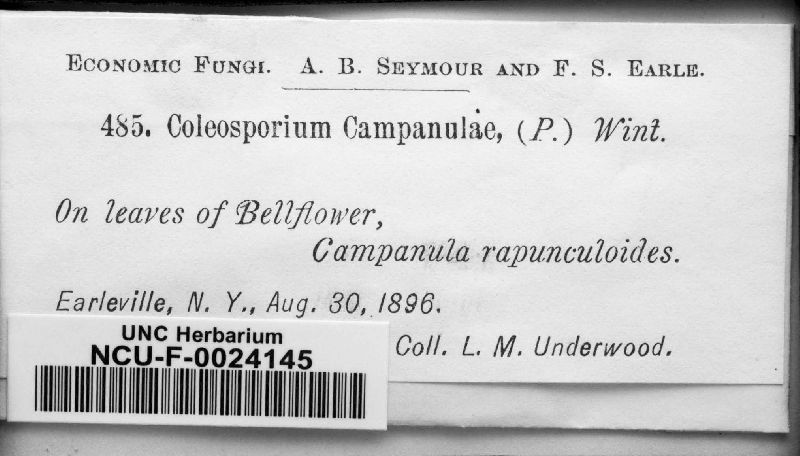 Economic Fungi. A. B. Seymour and F. S. Earle.
485. Coleosporium Campanulae, (P.) Wint.
On leaves of Bellflower,
Campanula rapunculoides.
Earleville, N. Y., Aug. 30, 1896.
Coll. L. M. Underwood.
UNC Herbarium
NCU-F-0024145